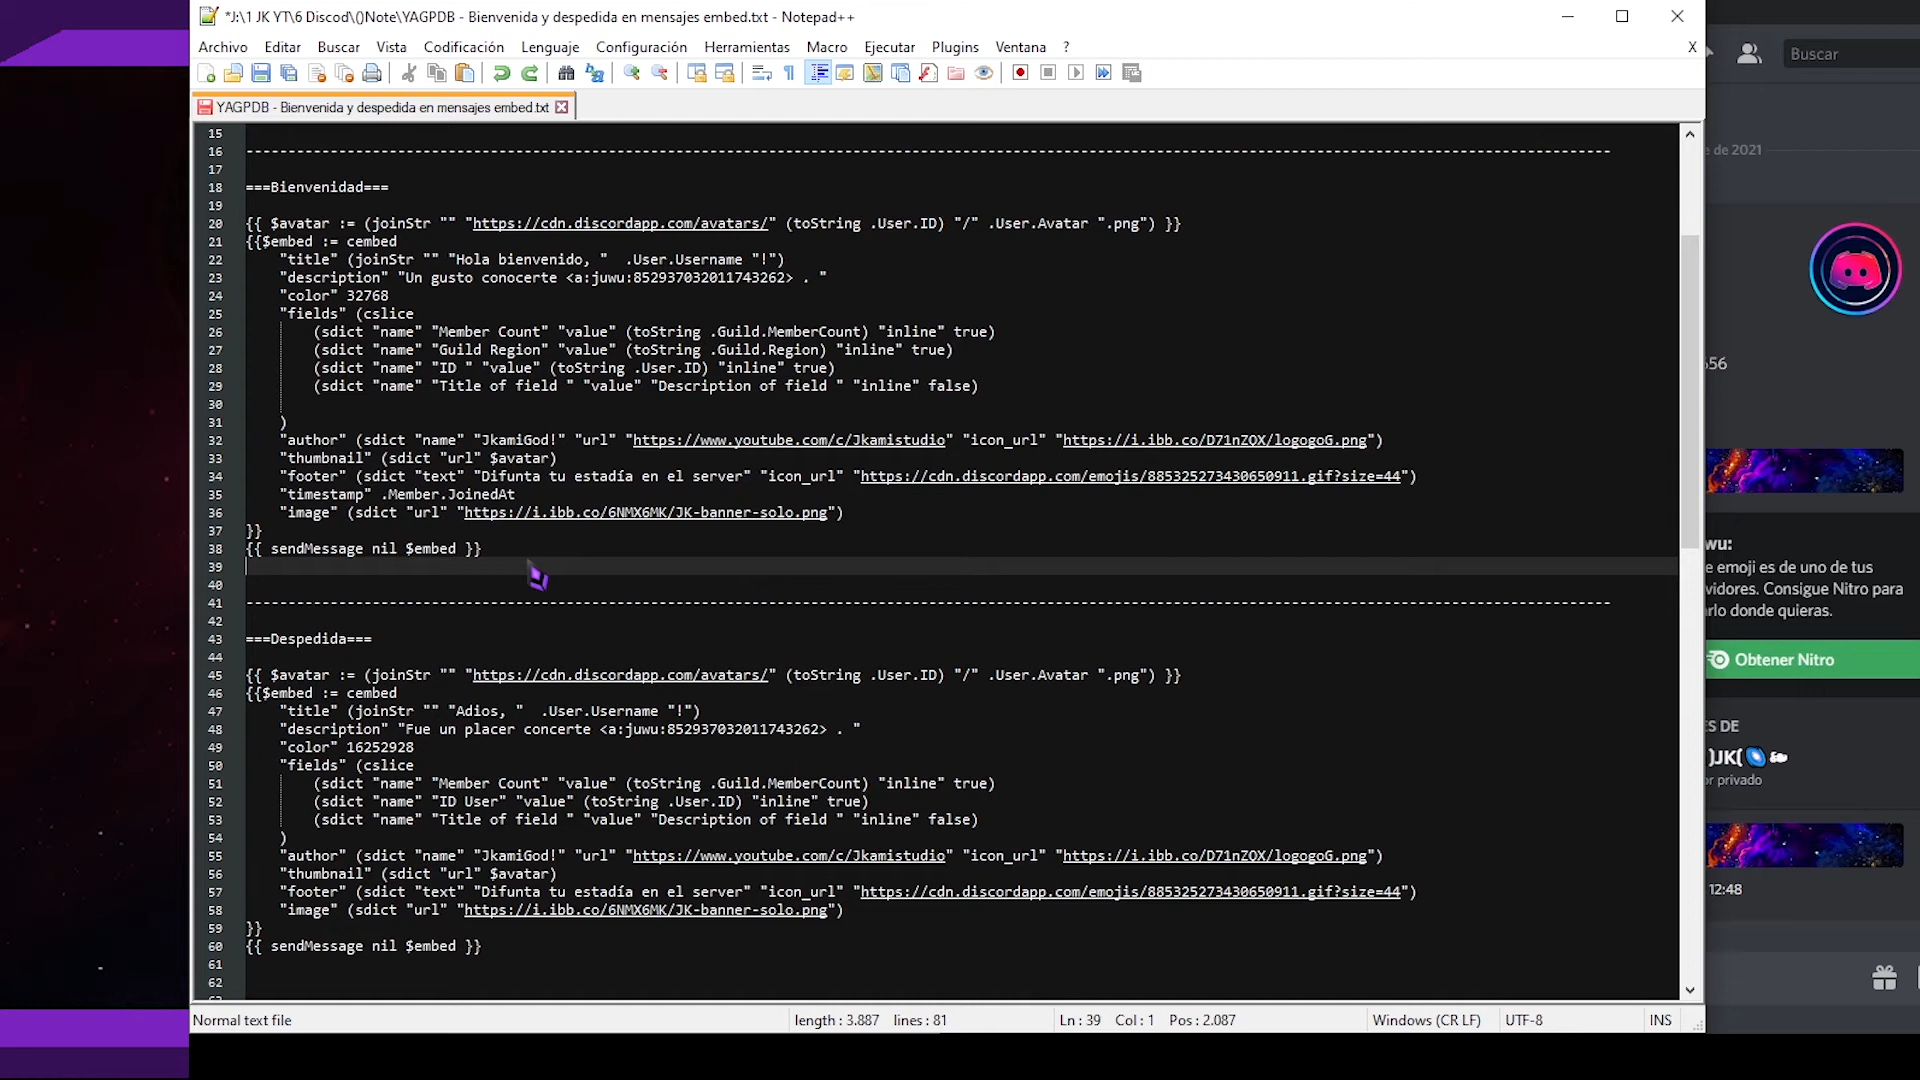 *J:\1 JK YT\6 Discod\()Note\YAGPDB - Bienvenida y despedida en mensajes embed.txt - Notepad++
Archivo Editar Buscar Vista Codificación Lenguaje Configuración Herramientas Macro Ejecutar Plugins Ventana ? X
YAGPDB - Bienvenida y despedida en mensajes embed.txt
15
16 ------------------------------------------------------------------------------------------------------------------------------------------------------------------
17
18 ===Bienvenidad===
19
20 {{ $avatar := (joinStr "" "https://cdn.discordapp.com/avatars/" (toString .User.ID) "/" .User.Avatar ".png") }}
21 {{$embed := cembed
22 "title" (joinStr "" "Hola bienvenido, "  .User.Username "!")
23 "description" "Un gusto conocerte <a:juwu:852937032011743262> . "
24 "color" 32768
25 "fields" (cslice
26 (sdict "name" "Member Count" "value" (toString .Guild.MemberCount) "inline" true)
27 (sdict "name" "Guild Region" "value" (toString .Guild.Region) "inline" true)
28 (sdict "name" "ID " "value" (toString .User.ID) "inline" true)
29 (sdict "name" "Title of field " "value" "Description of field " "inline" false)
30
31 )
32 "author" (sdict "name" "JkamiGod!" "url" "https://www.youtube.com/c/Jkamistudio" "icon_url" "https://i.ibb.co/D71nZQX/logogoG.png")
33 "thumbnail" (sdict "url" $avatar)
34 "footer" (sdict "text" "Difunta tu estadía en el server" "icon_url" "https://cdn.discordapp.com/emojis/885325273430650911.gif?size=44")
35 "timestamp" .Member.JoinedAt
36 "image" (sdict "url" "https://i.ibb.co/6NMX6MK/JK-banner-solo.png")
37 }}
38 {{ sendMessage nil $embed }}
39
40
41 ------------------------------------------------------------------------------------------------------------------------------------------------------------------
42
43 ===Despedida===
44
45 {{ $avatar := (joinStr "" "https://cdn.discordapp.com/avatars/" (toString .User.ID) "/" .User.Avatar ".png") }}
46 {{$embed := cembed
47 "title" (joinStr "" "Adios, "  .User.Username "!")
48 "description" "Fue un placer concerte <a:juwu:852937032011743262> . "
49 "color" 16252928
50 "fields" (cslice
51 (sdict "name" "Member Count" "value" (toString .Guild.MemberCount) "inline" true)
52 (sdict "name" "ID User" "value" (toString .User.ID) "inline" true)
53 (sdict "name" "Title of field " "value" "Description of field " "inline" false)
54 )
55 "author" (sdict "name" "JkamiGod!" "url" "https://www.youtube.com/c/Jkamistudio" "icon_url" "https://i.ibb.co/D71nZQX/logogoG.png")
56 "thumbnail" (sdict "url" $avatar)
57 "footer" (sdict "text" "Difunta tu estadía en el server" "icon_url" "https://cdn.discordapp.com/emojis/885325273430650911.gif?size=44")
58 "image" (sdict "url" "https://i.ibb.co/6NMX6MK/JK-banner-solo.png")
59 }}
60 {{ sendMessage nil $embed }}
61
62
Normal text file length : 3.887 lines : 81 Ln : 39 Col : 1 Pos : 2.087 Windows (CR LF) UTF-8 INS
Buscar
de 2021
656
wu:
e emoji es de uno de tus
vidores. Consigue Nitro para
rlo donde quieras.
Obtener Nitro
S DE
)JK(
r privado
12:48